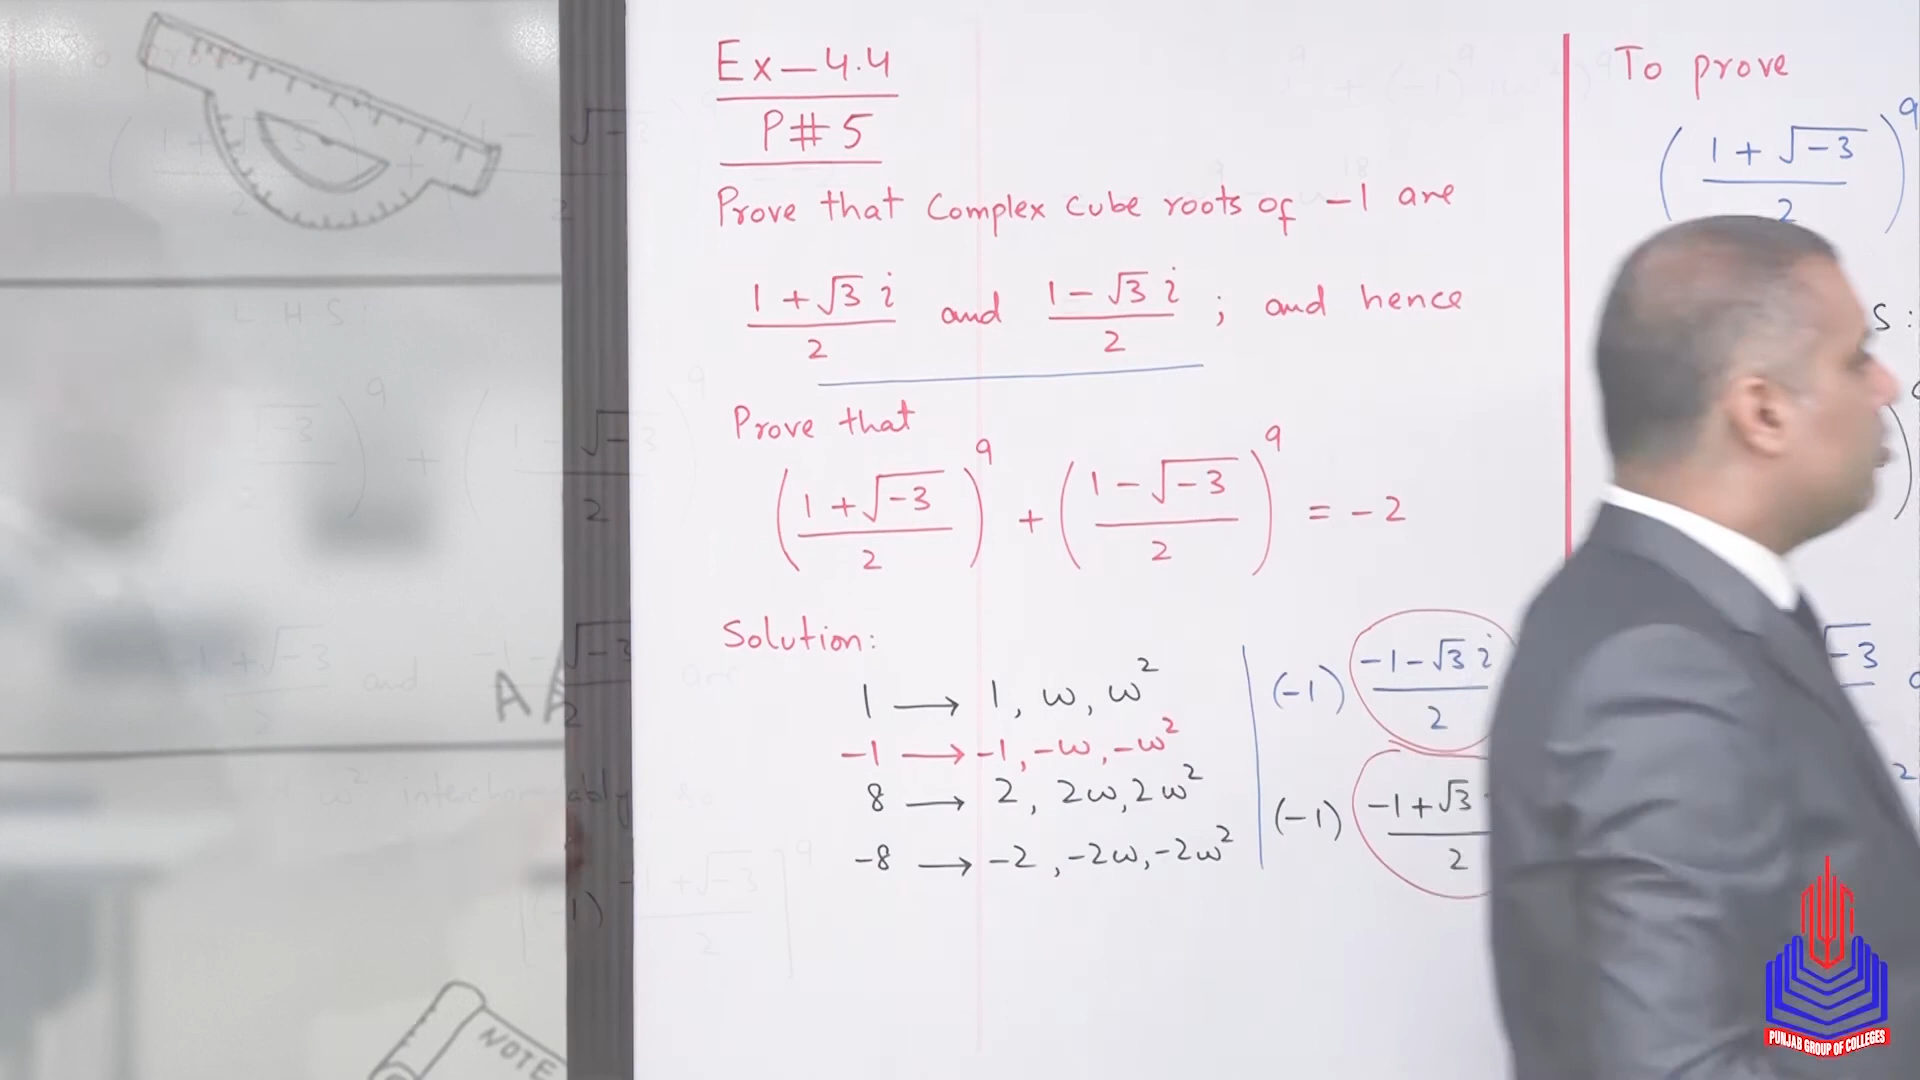 Ex – 4.4
P# 5
Prove that Complex Cube roots of -1 are
(1 + √3 i)/2 and (1 - √3 i)/2 ; and hence
Prove that
((1 + √-3)/2)^9 + ((1 - √-3)/2)^9 = -2
Solution:
1 → 1, ω, ω²
-1 → -1, -ω, -ω²
8 → 2, 2ω, 2ω²
-8 → -2, -2ω, -2ω²
(-1) (-1 - √3 i)/2
(-1) (-1 + √3)/2
To prove
((1 + √-3)/2)^9
S :
NOTE
PUNJAB GROUP OF COLLEGES